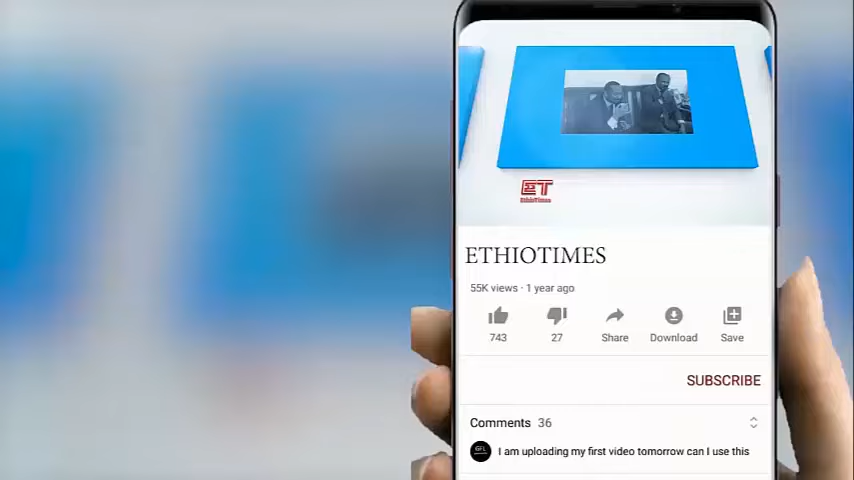 ET
EthioTimes
ETHIOTIMES
55K views · 1 year ago
743 27 Share Download Save
SUBSCRIBE
Comments 36
GFL
I am uploading my first video tomorrow can I use this